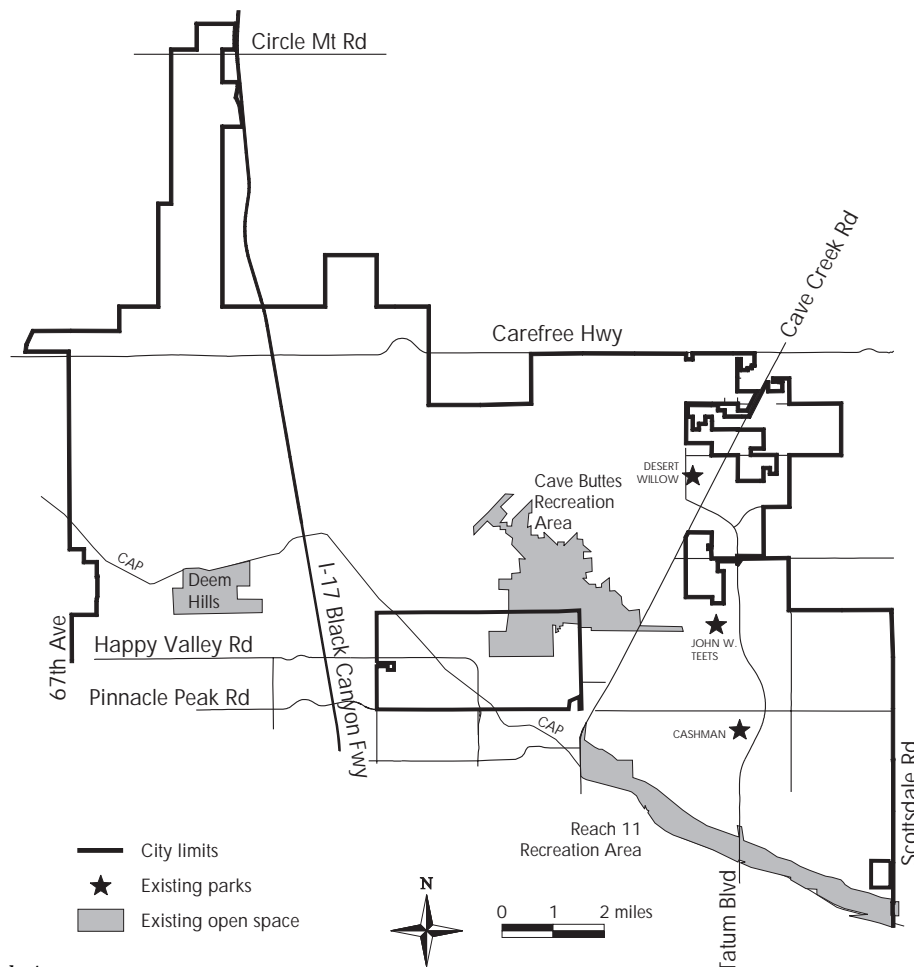 Circle Mt Rd
Cave Creek Rd
Carefree Hwy
DESERT
WILLOW
Cave Buttes
Recreation
Area
CAP
Deem
Hills
I-17 Black Canyon Fwy
67th Ave
Happy Valley Rd
JOHN W.
TEETS
Pinnacle Peak Rd
CAP
CASHMAN
Scottsdale Rd
Reach 11
Recreation Area
Tatum Blvd
City limits
Existing parks
Existing open space
N
0 1 2 miles